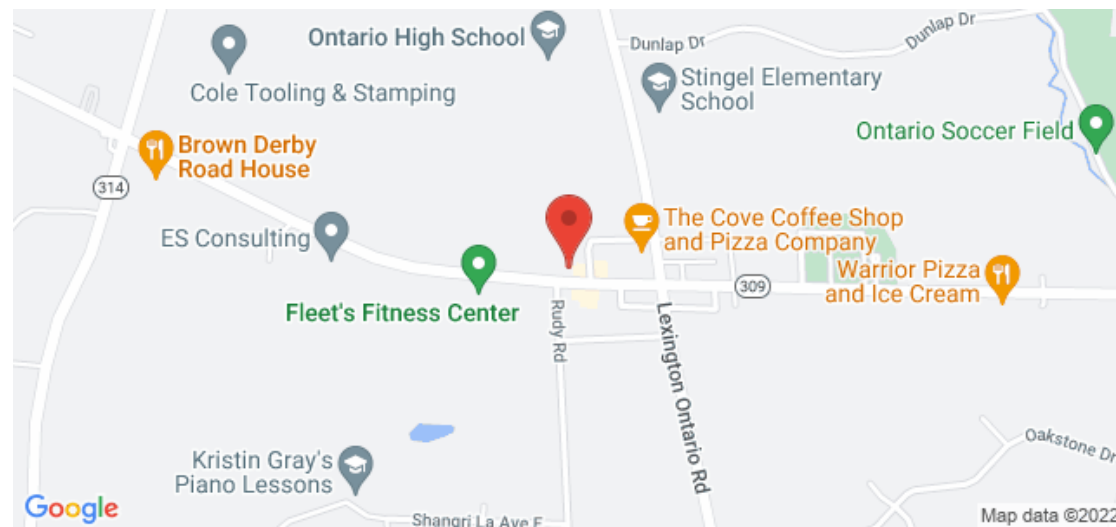 Ontario High School
Dunlap Dr
Dunlap Dr
Cole Tooling & Stamping
Stingel Elementary
School
Ontario Soccer Field
Brown Derby
Road House
314
ES Consulting
The Cove Coffee Shop
and Pizza Company
Warrior Pizza
and Ice Cream
309
Fleet's Fitness Center
Rudy Rd
Lexington Ontario Rd
Kristin Gray's
Piano Lessons
Oakstone Dr
Google
Shangri La Ave E
Map data ©2022